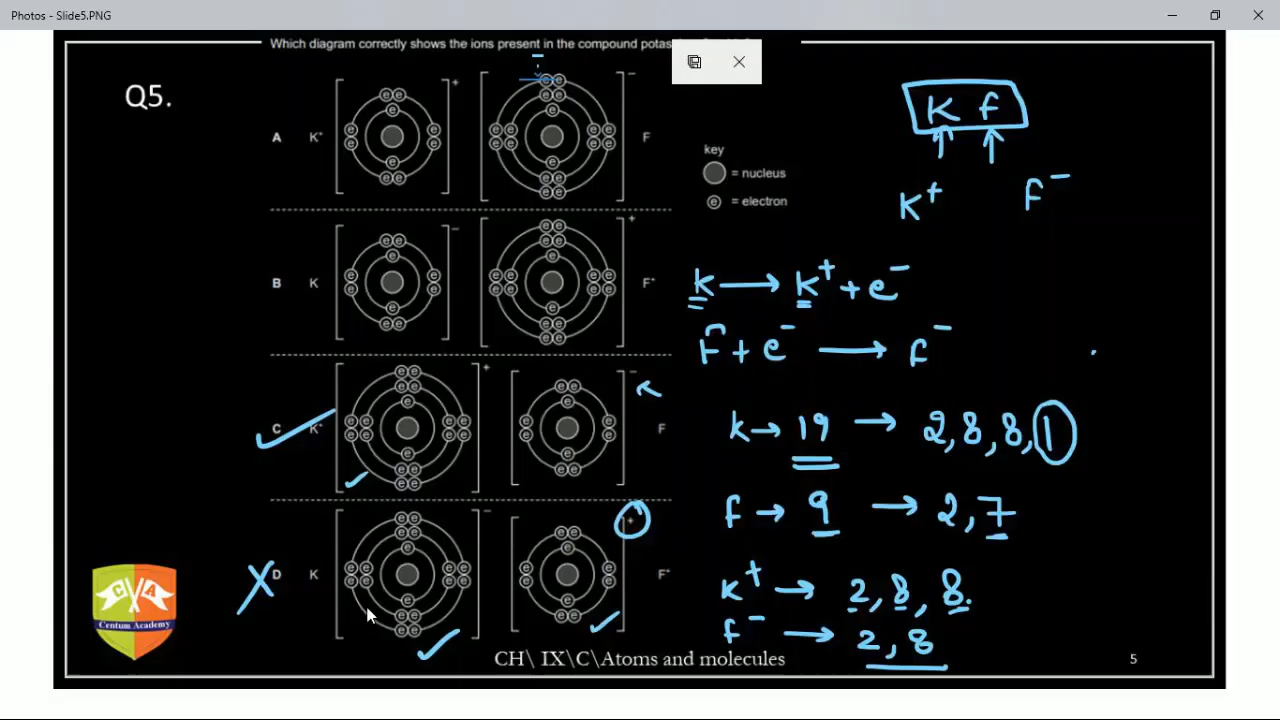 Photos - Slide5.PNG
Which diagram correctly shows the ions present in the compound
Q5.
A K⁺ + − F
key
= nucleus
e = electron
B K − + F⁺
C K⁺ + − F
D K − + F⁺
K f
K⁺ f⁻
k → k⁺ + e⁻
F + e⁻ → f⁻
k → 19 → 2, 8, 8, 1
f → 9 → 2, 7
k⁺ → 2, 8, 8.
f⁻ → 2, 8
C A
Centum Academy
CH\ IX\C\Atoms and molecules
5